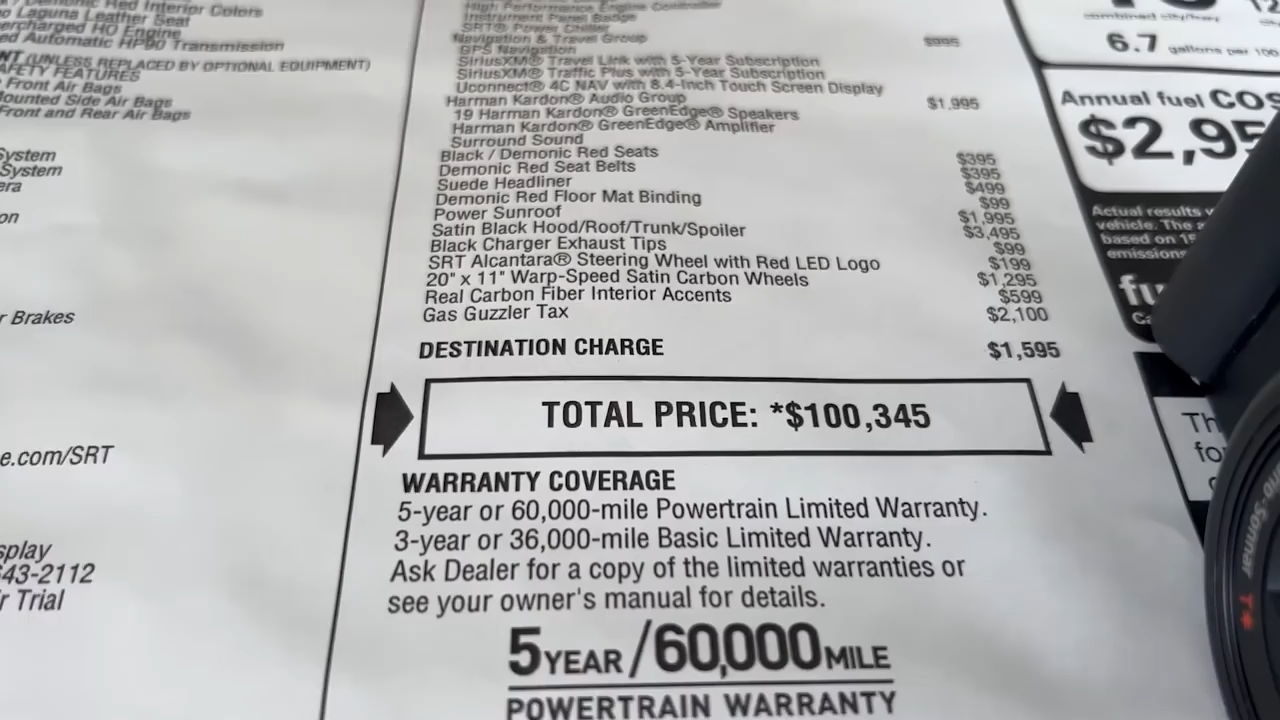 Demonic Red Interior Colors
Laguna Leather Seat
ercharged HO Engine
ed Automatic HP90 Transmission
NT (UNLESS REPLACED BY OPTIONAL EQUIPMENT)
AFETY FEATURES
Front Air Bags
Mounted Side Air Bags
Front and Rear Air Bags
System
System
era
on
r Brakes
e.com/SRT
splay
643-2112
r Trial
High Performance Engine Controller
Instrument Panel Badge
SRT® Power Chiller
Navigation & Travel Group $995
GPS Navigation
SiriusXM® Travel Link with 5-Year Subscription
SiriusXM® Traffic Plus with 5-Year Subscription
Uconnect® 4C NAV with 8.4-Inch Touch Screen Display
Harman Kardon® Audio Group $1,995
19 Harman Kardon® GreenEdge® Speakers
Harman Kardon® GreenEdge® Amplifier
Surround Sound
Black / Demonic Red Seats $395
Demonic Red Seat Belts $395
Suede Headliner $499
Demonic Red Floor Mat Binding $99
Power Sunroof $1,995
Satin Black Hood/Roof/Trunk/Spoiler $3,495
Black Charger Exhaust Tips $99
SRT Alcantara® Steering Wheel with Red LED Logo $199
20" x 11" Warp-Speed Satin Carbon Wheels $1,295
Real Carbon Fiber Interior Accents $599
Gas Guzzler Tax $2,100
DESTINATION CHARGE $1,595
TOTAL PRICE: *$100,345
WARRANTY COVERAGE
5-year or 60,000-mile Powertrain Limited Warranty.
3-year or 36,000-mile Basic Limited Warranty.
Ask Dealer for a copy of the limited warranties or
see your owner's manual for details.
5 YEAR/60,000 MILE
POWERTRAIN WARRANTY
combined city/hwy
6.7 gallons per 100
Annual fuel COS
$2,95
Actual results v
vehicle. The a
based on 15
emissions
fu
Ca
Th
fo
o-Sonnar T*